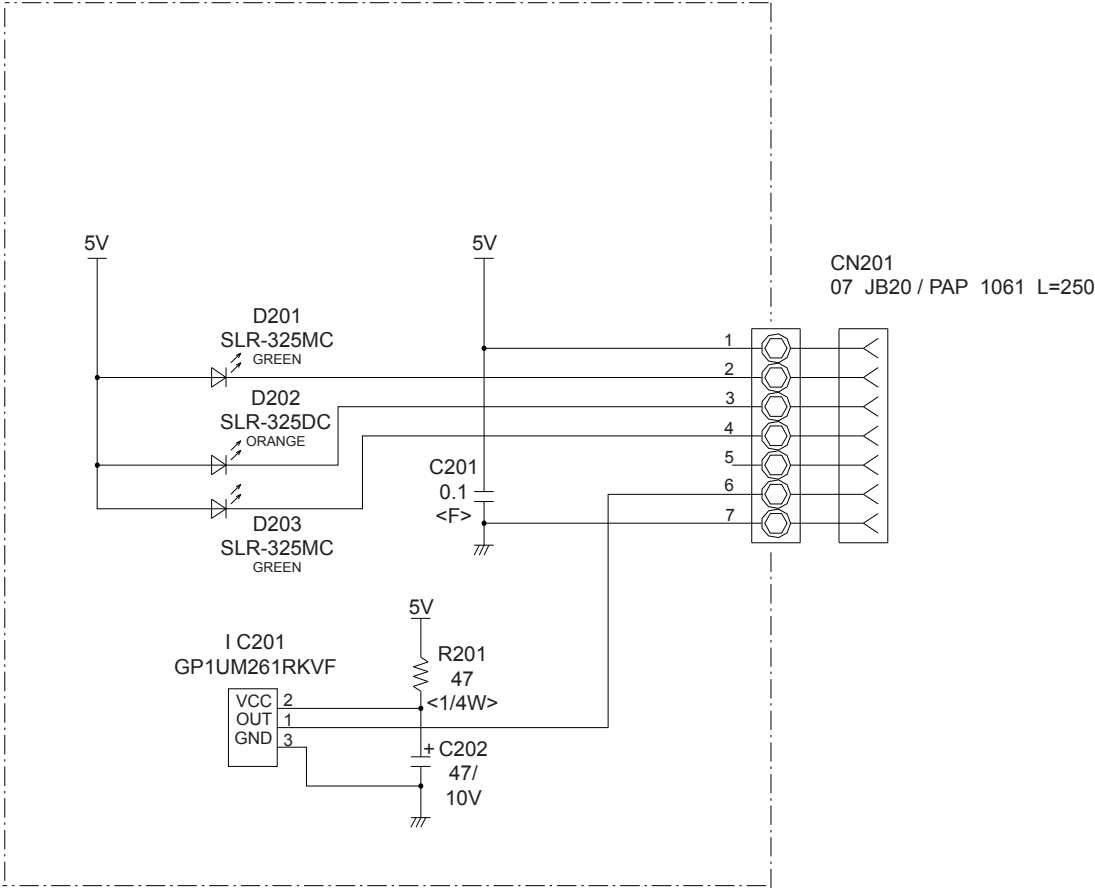 5V
5V
CN201
07 JB20 / PAP 1061 L=250
D201
SLR-325MC
GREEN
1
2
D202
SLR-325DC
ORANGE
3
4
C201
0.1
<F>
5
6
7
D203
SLR-325MC
GREEN
5V
I C201
GP1UM261RKVF
R201
47
<1/4W>
VCC 2
OUT 1
GND 3
+ C202
47/
10V